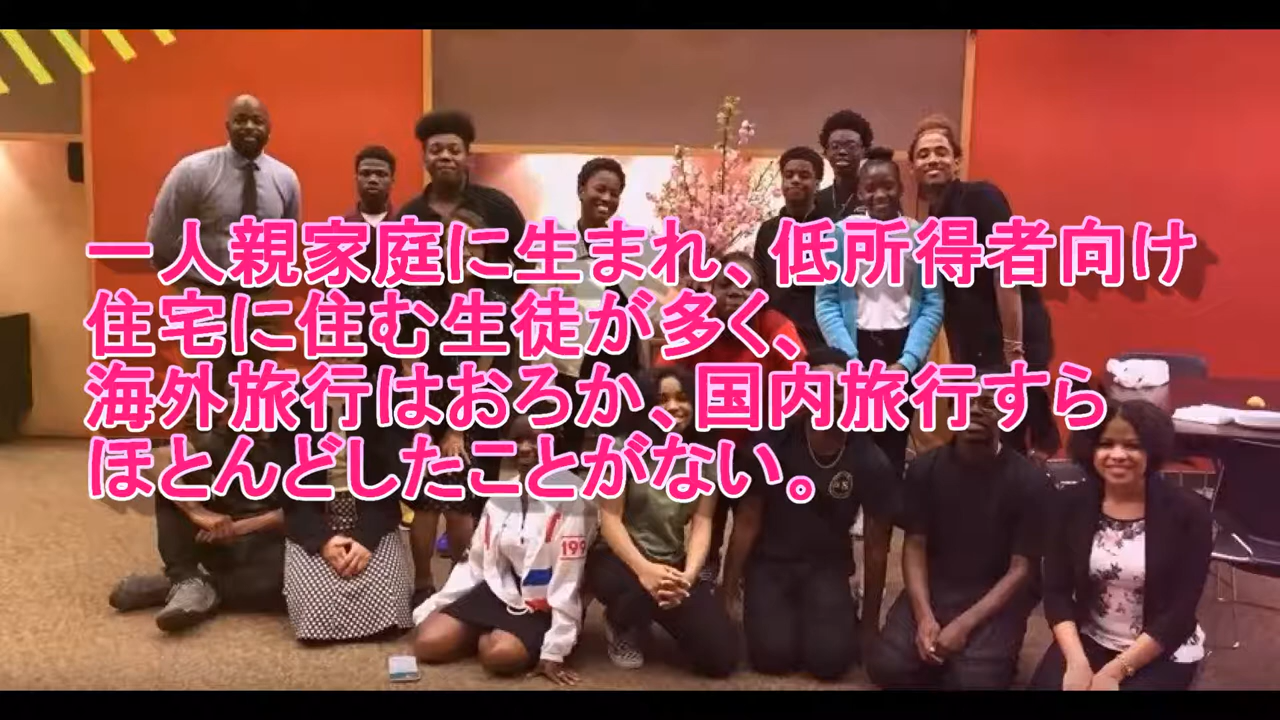 一人親家庭に生まれ、低所得者向け
住宅に住む生徒が多く、
海外旅行はおろか、国内旅行すら
ほとんどしたことがない。
199